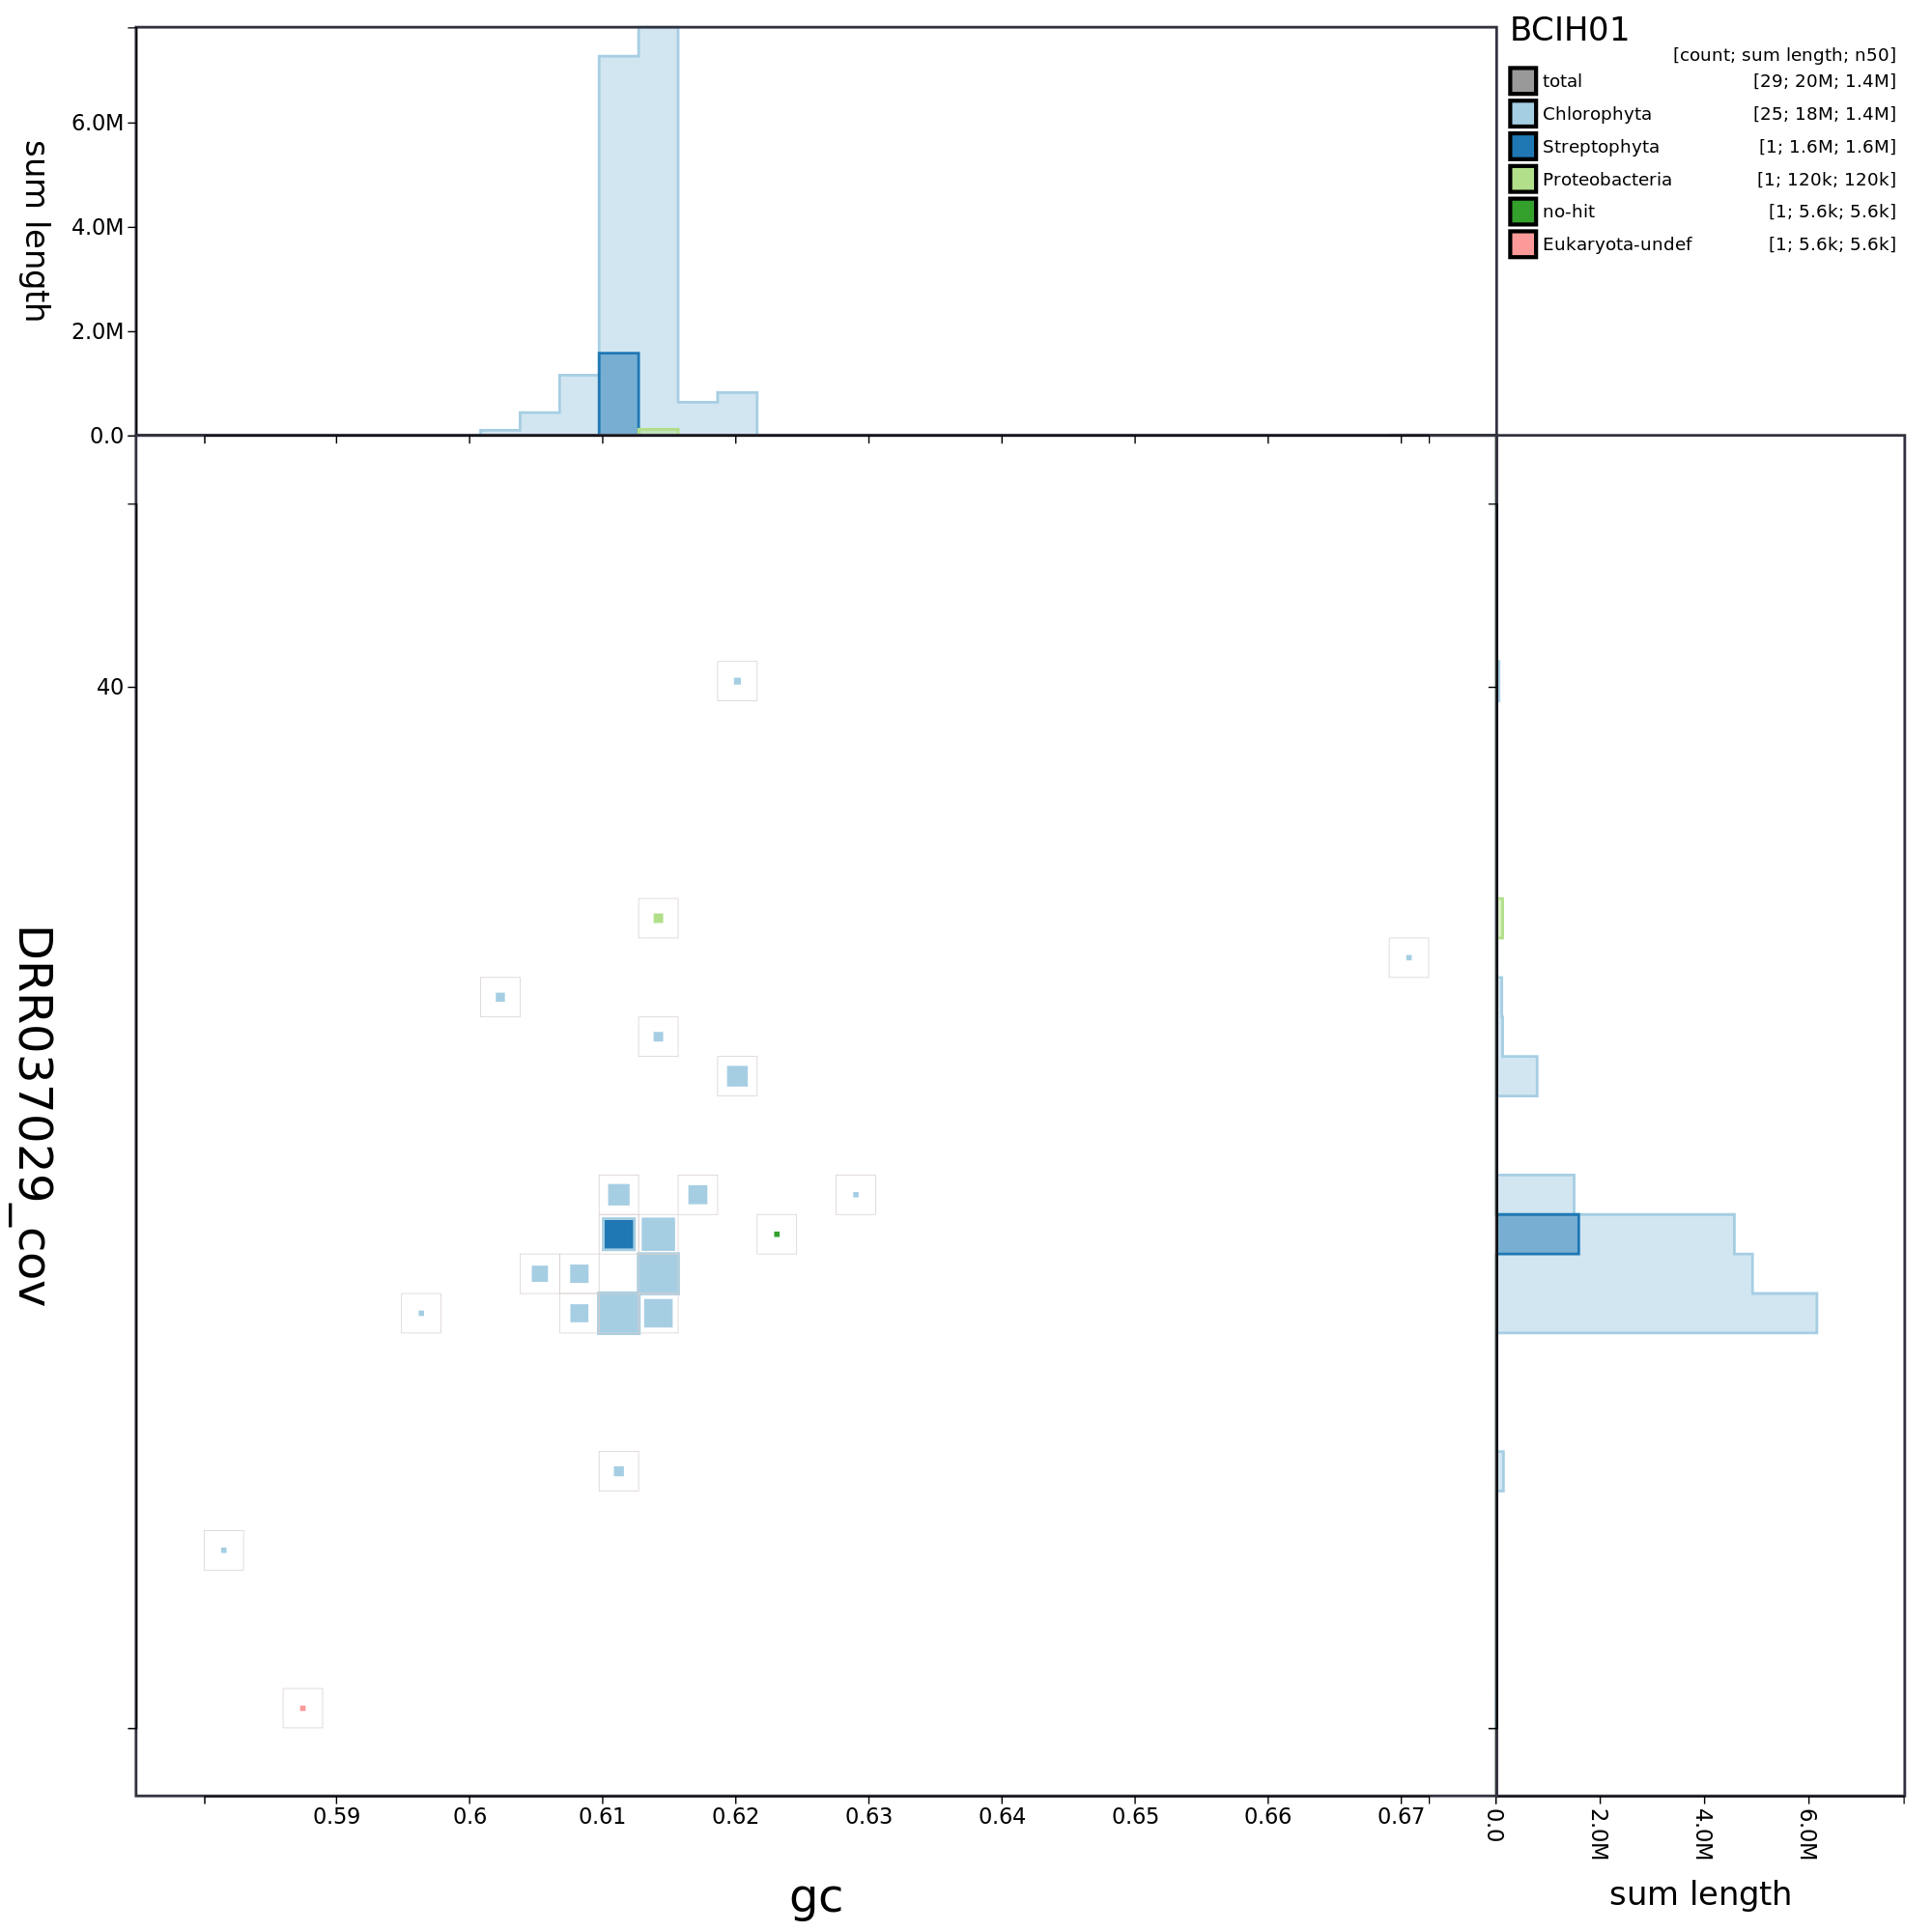 BCIH01
[count; sum length; n50]
total [29; 20M; 1.4M]
Chlorophyta [25; 18M; 1.4M]
Streptophyta [1; 1.6M; 1.6M]
Proteobacteria [1; 120k; 120k]
no-hit [1; 5.6k; 5.6k]
Eukaryota-undef [1; 5.6k; 5.6k]
sum length
6.0M
4.0M
2.0M
0.0
DRR037029_cov
40
0.59 0.6 0.61 0.62 0.63 0.64 0.65 0.66 0.67
gc
0.0 2.0M 4.0M 6.0M
sum length